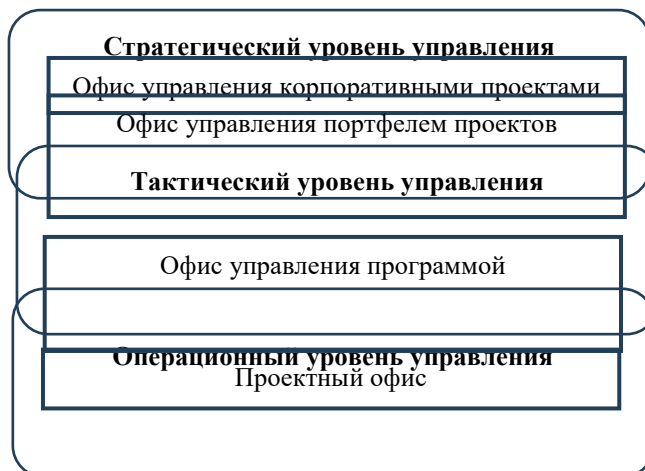 Стратегический уровень управления
Офис управления корпоративными проектами
Офис управления портфелем проектов
Тактический уровень управления
Офис управления программой
Операционный уровень управления
Проектный офис